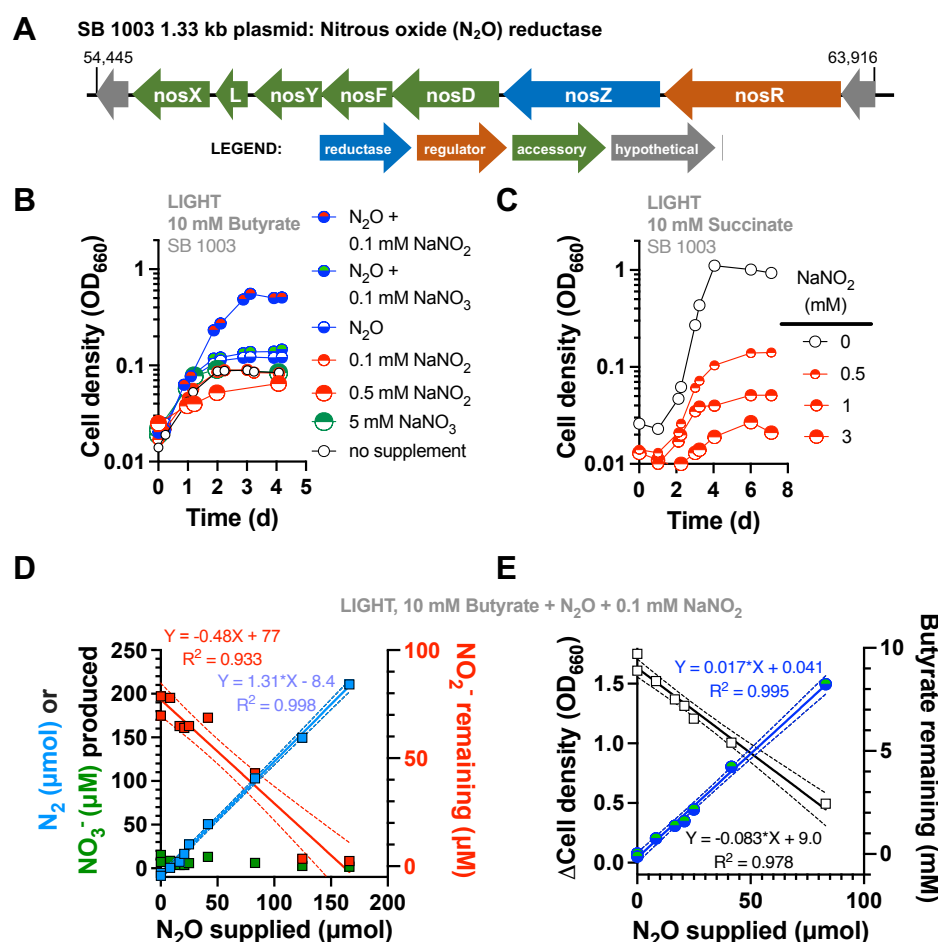 A SB 1003 1.33 kb plasmid: Nitrous oxide (N₂O) reductase
54,445 63,916
nosX L nosY nosF nosD nosZ nosR
LEGEND: reductase regulator accessory hypothetical
B
LIGHT
10 mM Butyrate
SB 1003
Cell density (OD₆₆₀)
1
0.1
0.01
0 1 2 3 4 5
Time (d)
N₂O +
0.1 mM NaNO₂
N₂O +
0.1 mM NaNO₃
N₂O
0.1 mM NaNO₂
0.5 mM NaNO₂
5 mM NaNO₃
no supplement
C
LIGHT
10 mM Succinate
SB 1003
Cell density (OD₆₆₀)
1
0.1
0.01
0 2 4 6 8
Time (d)
NaNO₂
(mM)
0
0.5
1
3
LIGHT, 10 mM Butyrate + N₂O + 0.1 mM NaNO₂
D
N₂ (μmol) or
NO₃⁻ (μM) produced
250
200
150
100
50
0
Y = -0.48X + 77
R² = 0.933
Y = 1.31*X - 8.4
R² = 0.998
100
50
0
NO₂⁻ remaining (μM)
0 50 100 150 200
N₂O supplied (μmol)
E
ΔCell density (OD₆₆₀)
1.5
1.0
0.5
0.0
Y = 0.017*X + 0.041
R² = 0.995
Y = -0.083*X + 9.0
R² = 0.978
10
5
0
Butyrate remaining (mM)
0 50 100
N₂O supplied (μmol)